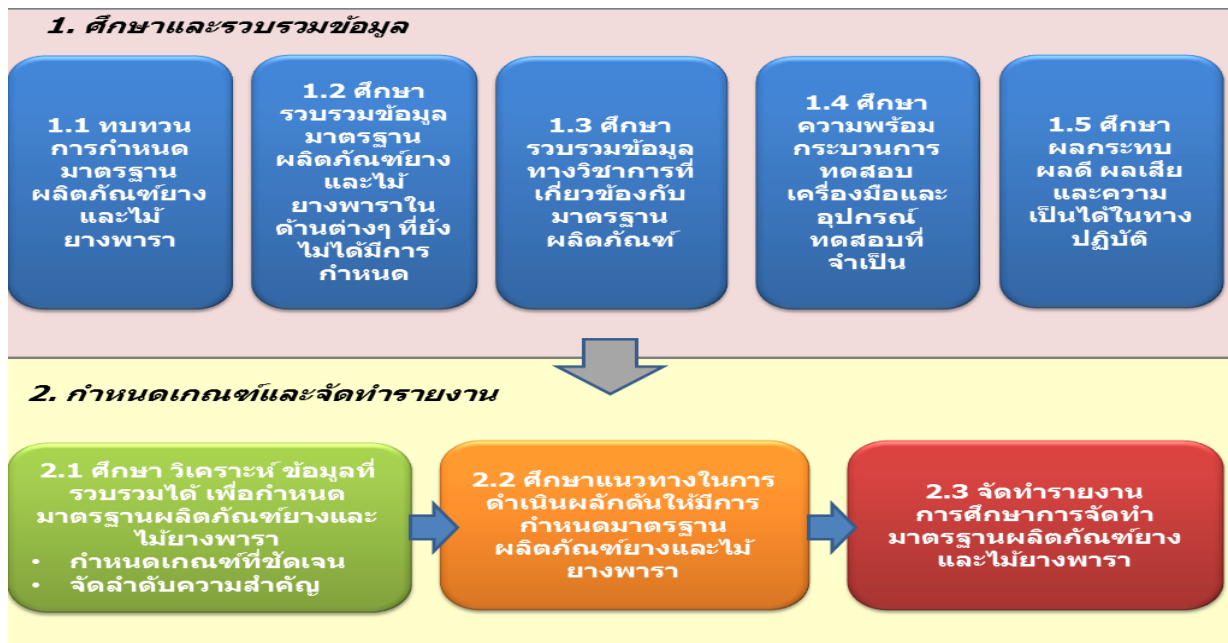 1. ศึกษาและรวบรวมข้อมูล
1.1 ทบทวน
การกำหนด
มาตรฐาน
ผลิตภัณฑ์ยาง
และไม้
ยางพารา
1.2 ศึกษา
รวบรวมข้อมูล
มาตรฐาน
ผลิตภัณฑ์ยาง
และไม้
ยางพาราใน
ด้านต่างๆ ที่ยัง
ไม่ได้มีการ
กำหนด
1.3 ศึกษา
รวบรวมข้อมูล
ทางวิชาการที่
เกี่ยวข้องกับ
มาตรฐาน
ผลิตภัณฑ์
1.4 ศึกษา
ความพร้อม
กระบวนการ
ทดสอบ
เครื่องมือและ
อุปกรณ์
ทดสอบที่
จำเป็น
1.5 ศึกษา
ผลกระทบ
ผลดี ผลเสีย
และความ
เป็นได้ในทาง
ปฏิบัติ
2. กำหนดเกณฑ์และจัดทำรายงาน
2.1 ศึกษา วิเคราะห์ ข้อมูลที่
รวบรวมได้ เพื่อกำหนด
มาตรฐานผลิตภัณฑ์ยางและ
ไม้ยางพารา
• กำหนดเกณฑ์ที่ชัดเจน
• จัดลำดับความสำคัญ
2.2 ศึกษาแนวทางในการ
ดำเนินผลักดันให้มีการ
กำหนดมาตรฐาน
ผลิตภัณฑ์ยางและไม้
ยางพารา
2.3 จัดทำรายงาน
การศึกษาการจัดทำ
มาตรฐานผลิตภัณฑ์ยาง
และไม้ยางพารา